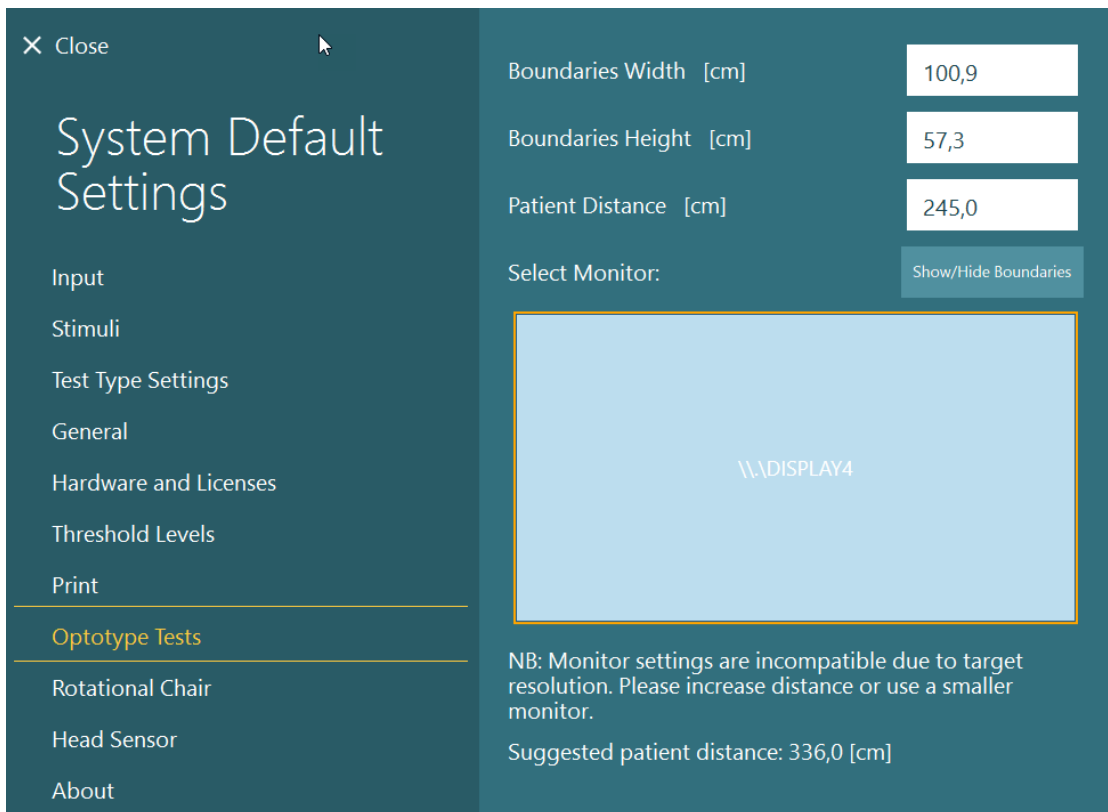 Close
System Default
Settings
Input
Stimuli
Test Type Settings
General
Hardware and Licenses
Threshold Levels
Print
Optotype Tests
Rotational Chair
Head Sensor
About
Boundaries Width [cm] 100,9
Boundaries Height [cm] 57,3
Patient Distance [cm] 245,0
Select Monitor: Show/Hide Boundaries
\\.\DISPLAY4
NB: Monitor settings are incompatible due to target
resolution. Please increase distance or use a smaller
monitor.
Suggested patient distance: 336,0 [cm]